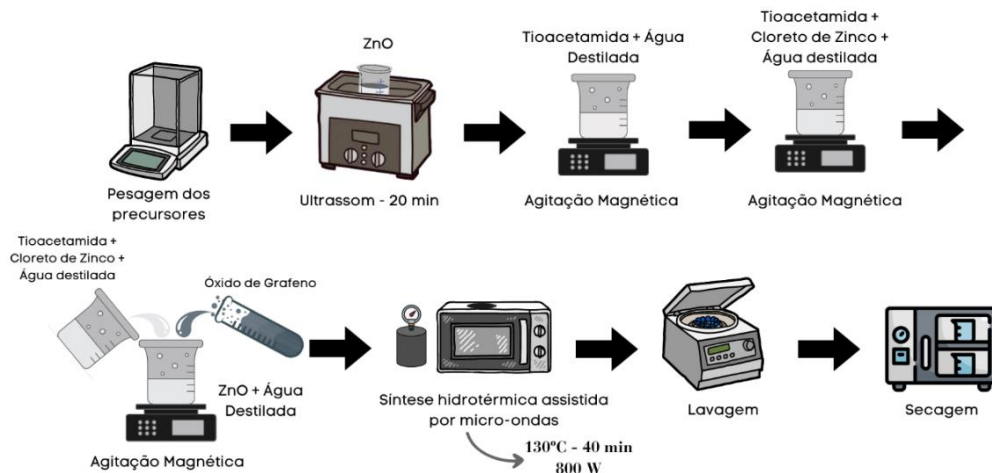 ZnO
Tioacetamida + Água
Destilada
Tioacetamida +
Cloreto de Zinco +
Água destilada
Pesagem dos
precursores
Ultrassom - 20 min
Agitação Magnética
Agitação Magnética
Tioacetamida +
Cloreto de Zinco +
Água destilada
Óxido de Grafeno
ZnO + Água
Destilada
Agitação Magnética
Síntese hidrotérmica assistida
por micro-ondas
130°C - 40 min
800 W
Lavagem
Secagem